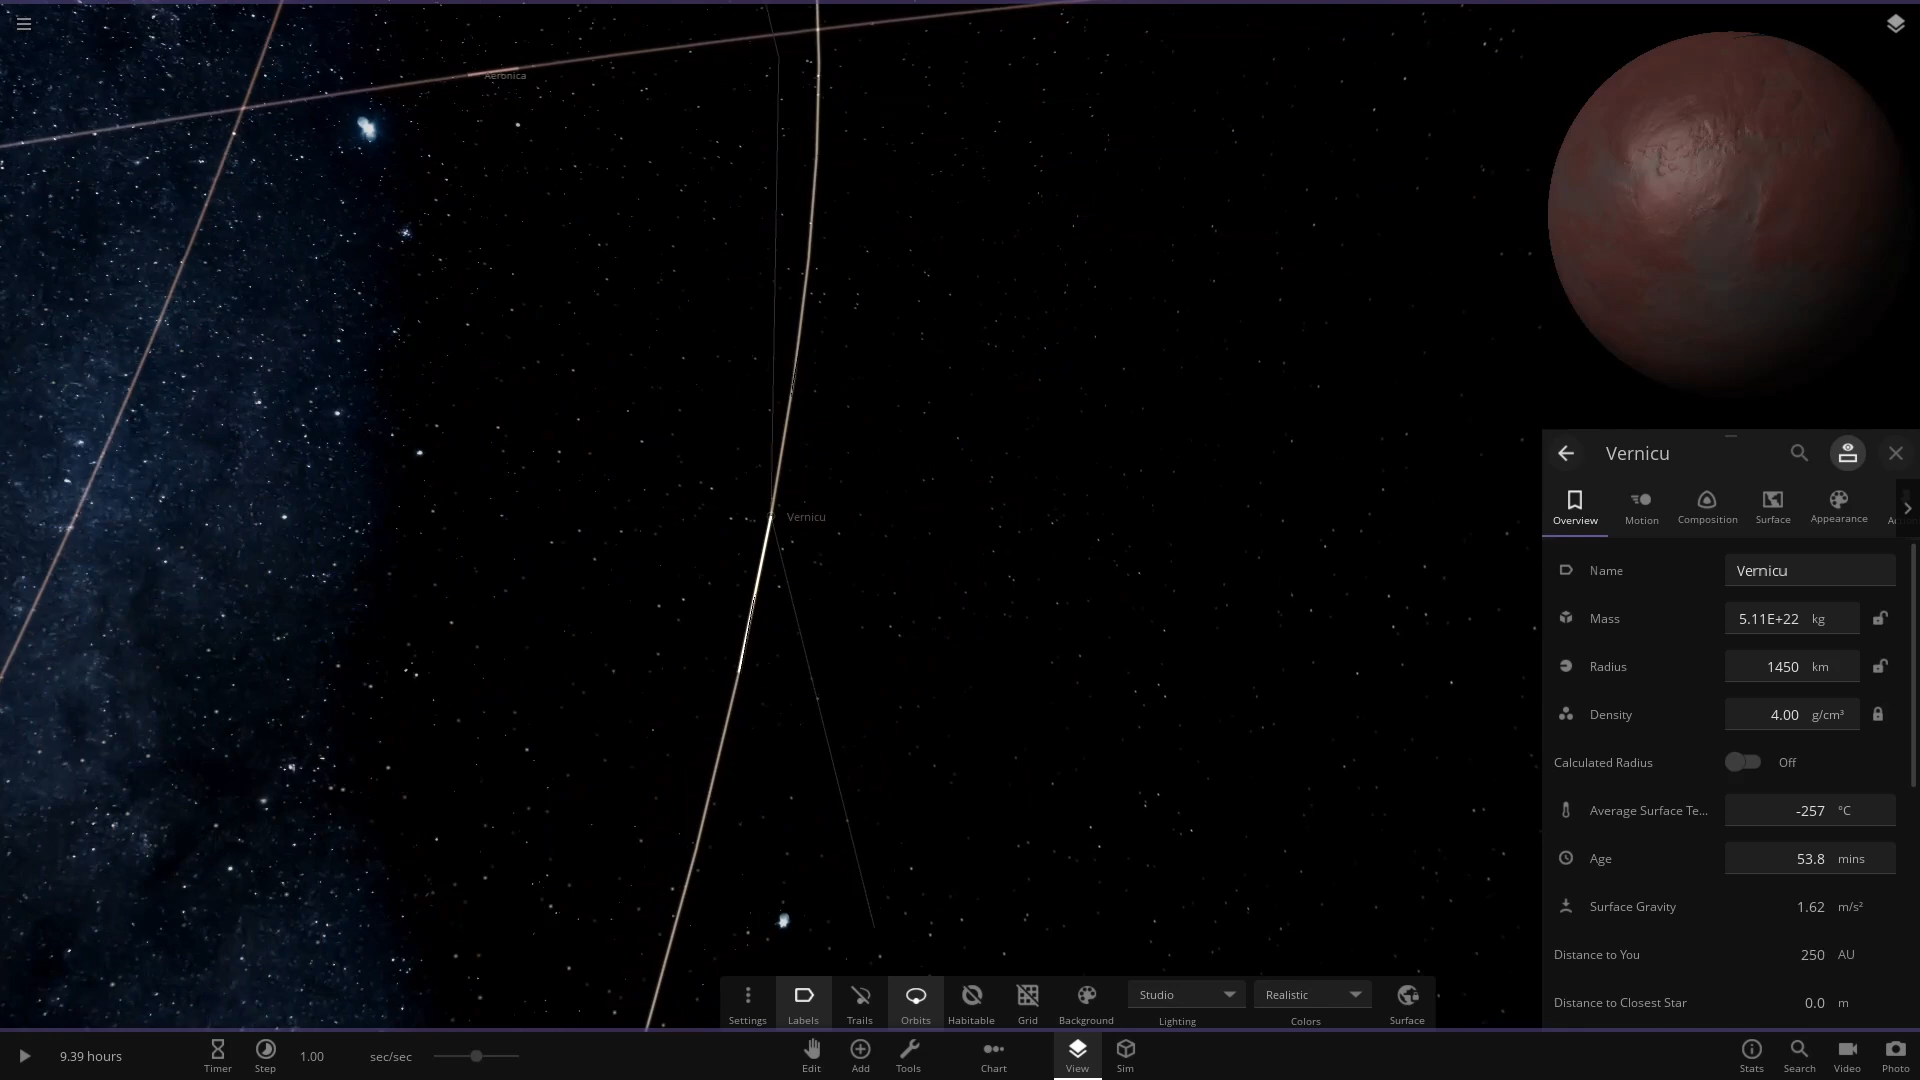 Aeronica
Vernicu
Vernicu
Overview
Motion
Composition
Surface
Appearance
Name
Vernicu
Mass
5.11E+22 kg
Radius
1450 km
Density
4.00 g/cm³
Calculated Radius
Off
Average Surface Te...
-257 °C
Age
53.8 mins
Surface Gravity
1.62 m/s²
Distance to You
250 AU
Distance to Closest Star
0.0 m
Settings
Labels
Trails
Orbits
Habitable
Grid
Background
Studio
Lighting
Realistic
Colors
Surface
9.39 hours
Timer
Step
1.00
sec/sec
Edit
Add
Tools
Chart
View
Sim
Stats
Search
Video
Photo